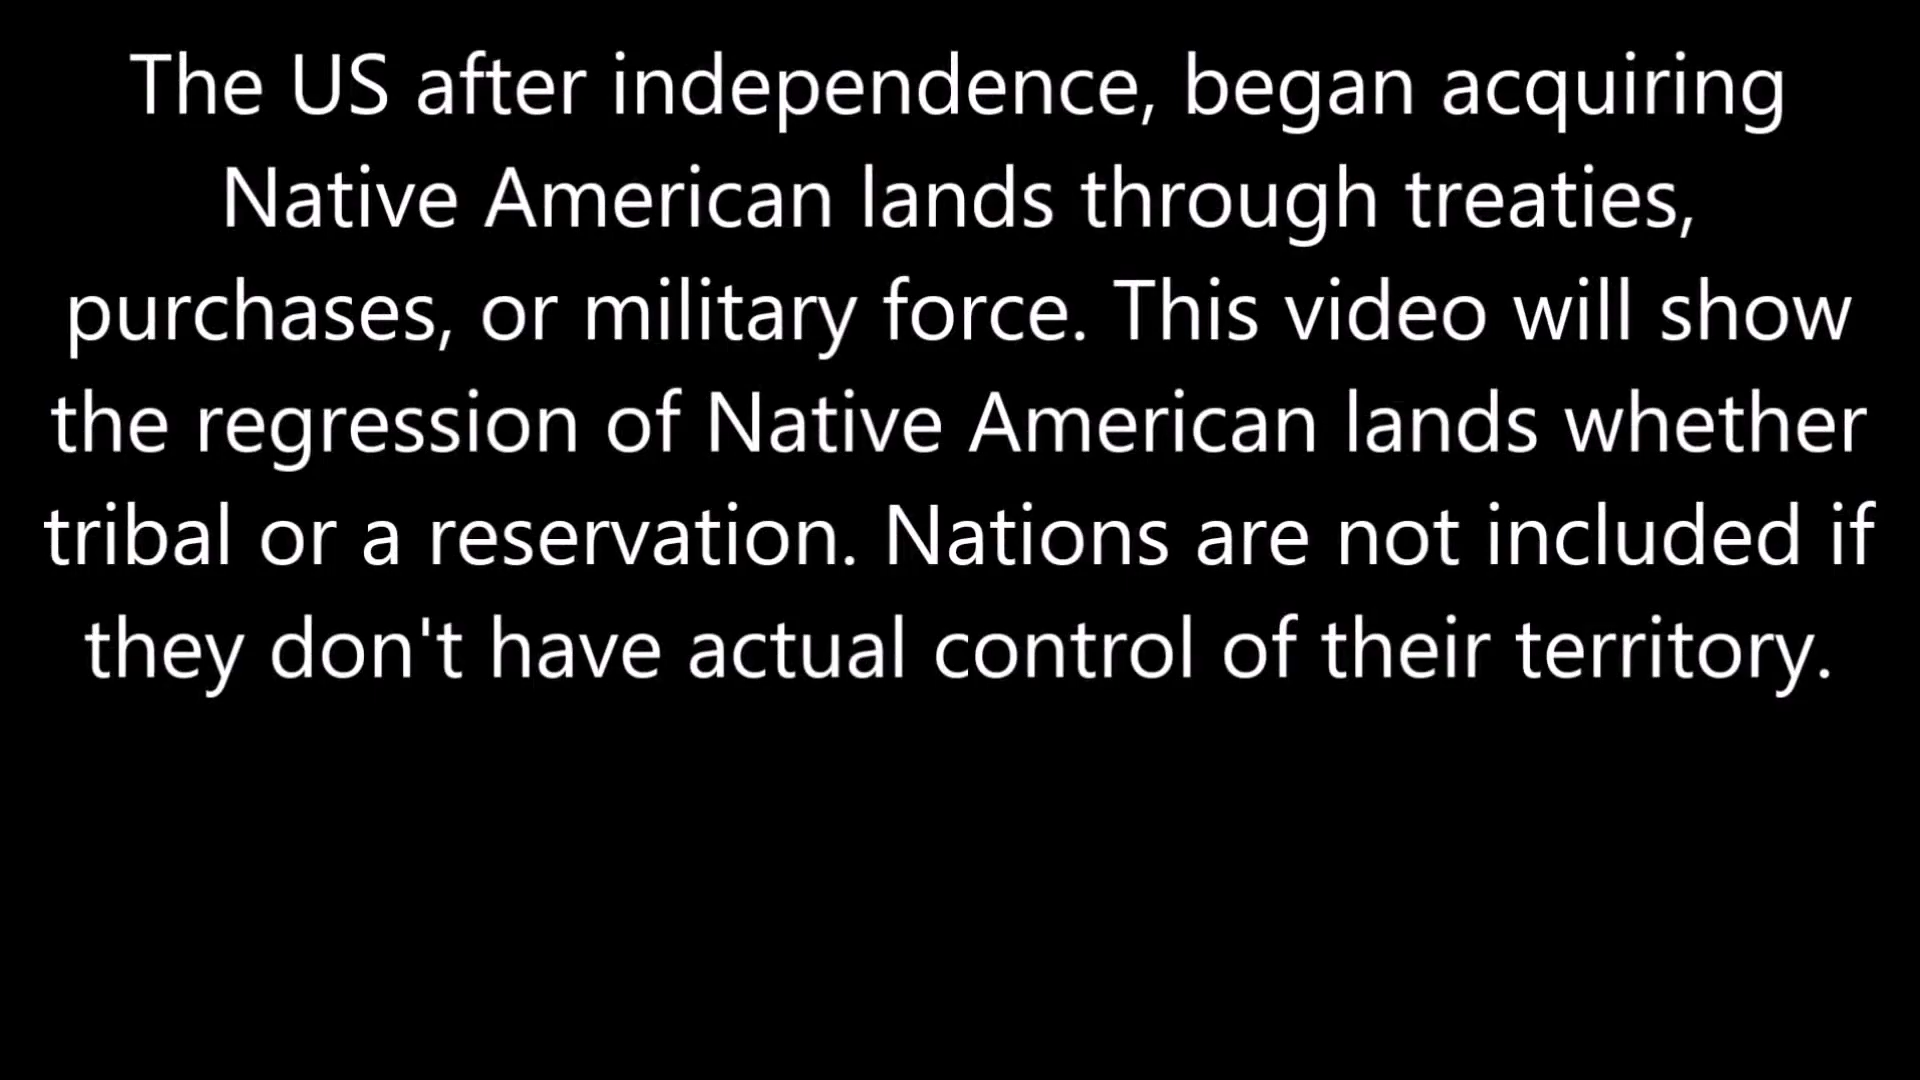 The US after independence, began acquiring
Native American lands through treaties,
purchases, or military force. This video will show
the regression of Native American lands whether
tribal or a reservation. Nations are not included if
they don't have actual control of their territory.